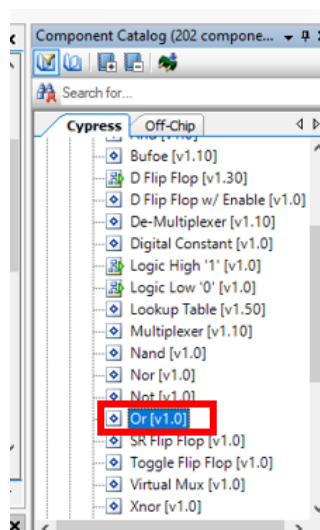 Component Catalog (202 compone...
Search for...
Cypress
Off-Chip
And [v1.0]
Bufoe [v1.10]
D Flip Flop [v1.30]
D Flip Flop w/ Enable [v1.0]
De-Multiplexer [v1.10]
Digital Constant [v1.0]
Logic High '1' [v1.0]
Logic Low '0' [v1.0]
Lookup Table [v1.50]
Multiplexer [v1.10]
Nand [v1.0]
Nor [v1.0]
Not [v1.0]
Or [v1.0]
SR Flip Flop [v1.0]
Toggle Flip Flop [v1.0]
Virtual Mux [v1.0]
Xnor [v1.0]